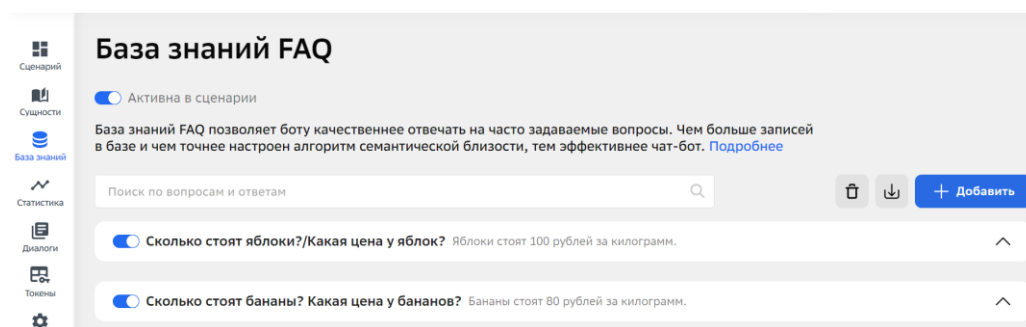 База знаний FAQ
Сценарий
Активна в сценарии
Сущности
База знаний FAQ позволяет боту качественнее отвечать на часто задаваемые вопросы. Чем больше записей
в базе и чем точнее настроен алгоритм семантической близости, тем эффективнее чат-бот. Подробнее
База знаний
Поиск по вопросам и ответам
Добавить
Статистика
Сколько стоят яблоки?/Какая цена у яблок? Яблоки стоят 100 рублей за килограмм.
Диалоги
Токены
Сколько стоят бананы? Какая цена у бананов? Бананы стоят 80 рублей за килограмм.